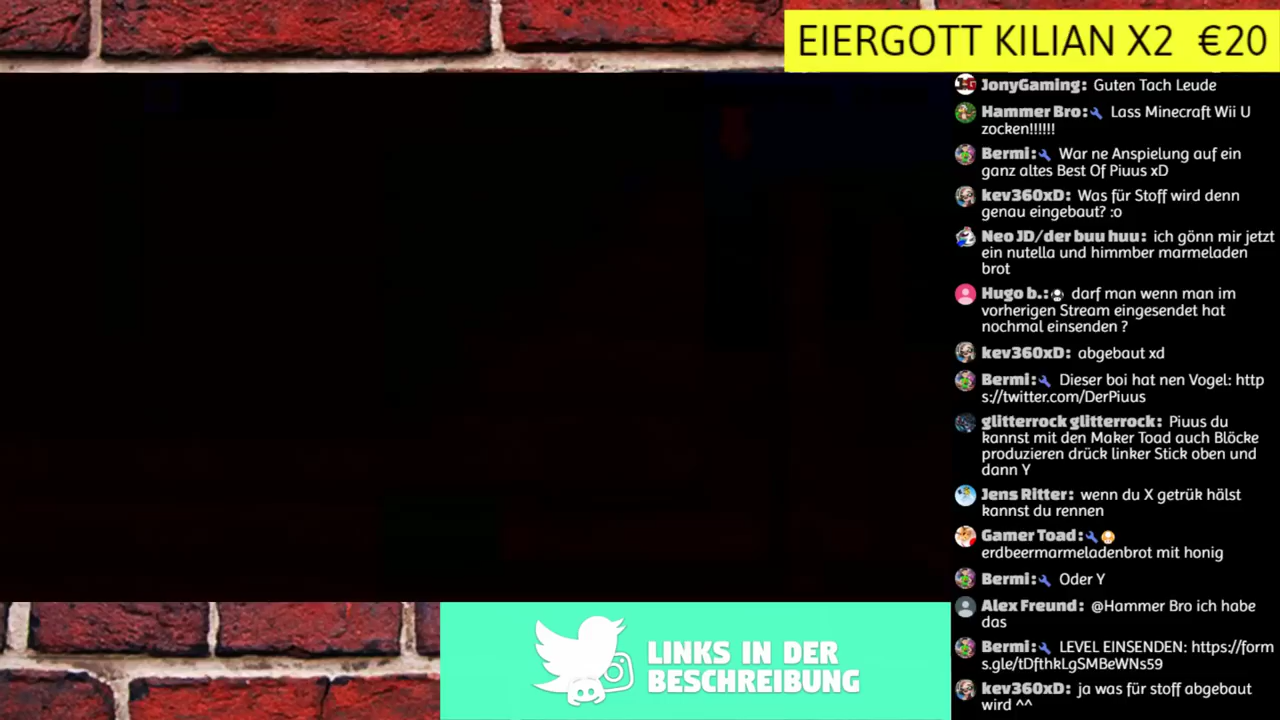 EIERGOTT KILIAN X2 €20
JonyGaming: Guten Tach Leude
Hammer Bro: Lass Minecraft Wii U
zocken!!!!!!
Bermi: War ne Anspielung auf ein
ganz altes Best Of Piuus xD
kev360xD: Was für Stoff wird denn
genau eingebaut? :o
Neo JD/der buu huu: ich gönn mir jetzt
ein nutella und himmber marmeladen
brot
Hugo b.: darf man wenn man im
vorherigen Stream eingesendet hat
nochmal einsenden ?
kev360xD: abgebaut xd
Bermi: Dieser boi hat nen Vogel: http
s://twitter.com/DerPiuus
glitterrock glitterrock: Piuus du
kannst mit den Maker Toad auch Blöcke
produzieren drück linker Stick oben und
dann Y
Jens Ritter: wenn du X getrük hälst
kannst du rennen
Gamer Toad:
erdbeermarmeladenbrot mit honig
Bermi: Oder Y
Alex Freund: @Hammer Bro ich habe
das
Bermi: LEVEL EINSENDEN: https://form
s.gle/tDfthkLgSMBeWNs59
kev360xD: ja was für stoff abgebaut
wird ^^
LINKS IN DER
BESCHREIBUNG